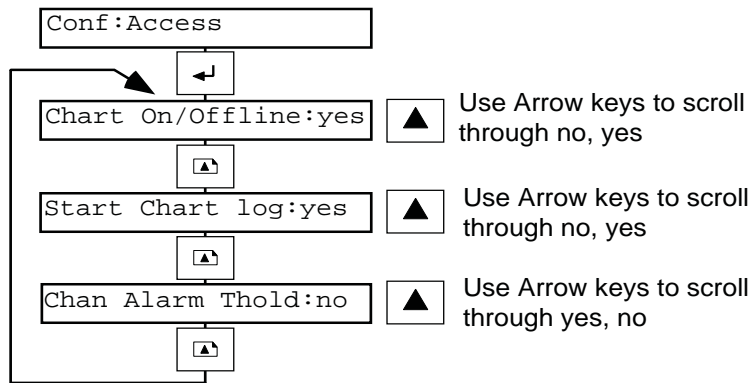 Conf:Access
Chart On/Offline:yes
Use Arrow keys to scroll
through no, yes
Start Chart log:yes
Use Arrow keys to scroll
through no, yes
Chan Alarm Thold:no
Use Arrow keys to scroll
through yes, no